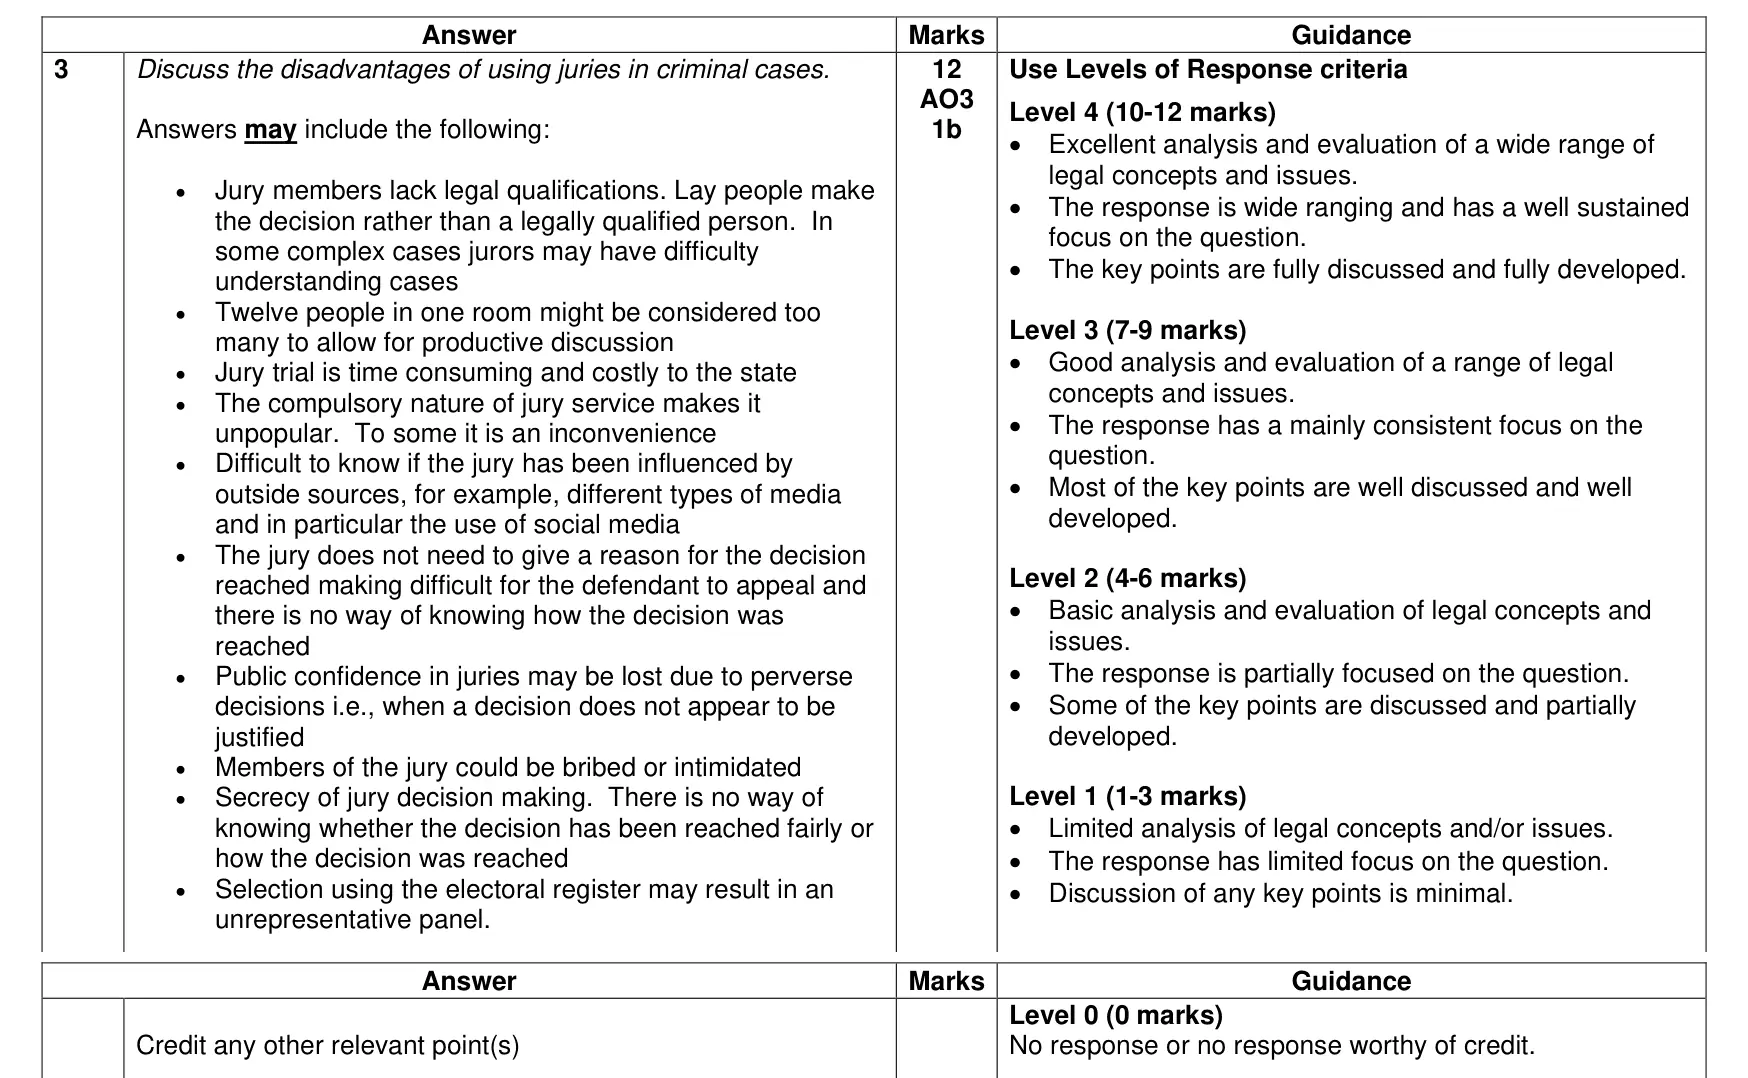 Answer Marks Guidance
3 Discuss the disadvantages of using juries in criminal cases.
Answers may include the following:
• Jury members lack legal qualifications. Lay people make
the decision rather than a legally qualified person.  In
some complex cases jurors may have difficulty
understanding cases
• Twelve people in one room might be considered too
many to allow for productive discussion
• Jury trial is time consuming and costly to the state
• The compulsory nature of jury service makes it
unpopular.  To some it is an inconvenience
• Difficult to know if the jury has been influenced by
outside sources, for example, different types of media
and in particular the use of social media
• The jury does not need to give a reason for the decision
reached making difficult for the defendant to appeal and
there is no way of knowing how the decision was
reached
• Public confidence in juries may be lost due to perverse
decisions i.e., when a decision does not appear to be
justified
• Members of the jury could be bribed or intimidated
• Secrecy of jury decision making.  There is no way of
knowing whether the decision has been reached fairly or
how the decision was reached
• Selection using the electoral register may result in an
unrepresentative panel.
12
AO3
1b
Use Levels of Response criteria
Level 4 (10-12 marks)
• Excellent analysis and evaluation of a wide range of
legal concepts and issues.
• The response is wide ranging and has a well sustained
focus on the question.
• The key points are fully discussed and fully developed.
Level 3 (7-9 marks)
• Good analysis and evaluation of a range of legal
concepts and issues.
• The response has a mainly consistent focus on the
question.
• Most of the key points are well discussed and well
developed.
Level 2 (4-6 marks)
• Basic analysis and evaluation of legal concepts and
issues.
• The response is partially focused on the question.
• Some of the key points are discussed and partially
developed.
Level 1 (1-3 marks)
• Limited analysis of legal concepts and/or issues.
• The response has limited focus on the question.
• Discussion of any key points is minimal.
Answer Marks Guidance
Credit any other relevant point(s)
Level 0 (0 marks)
No response or no response worthy of credit.